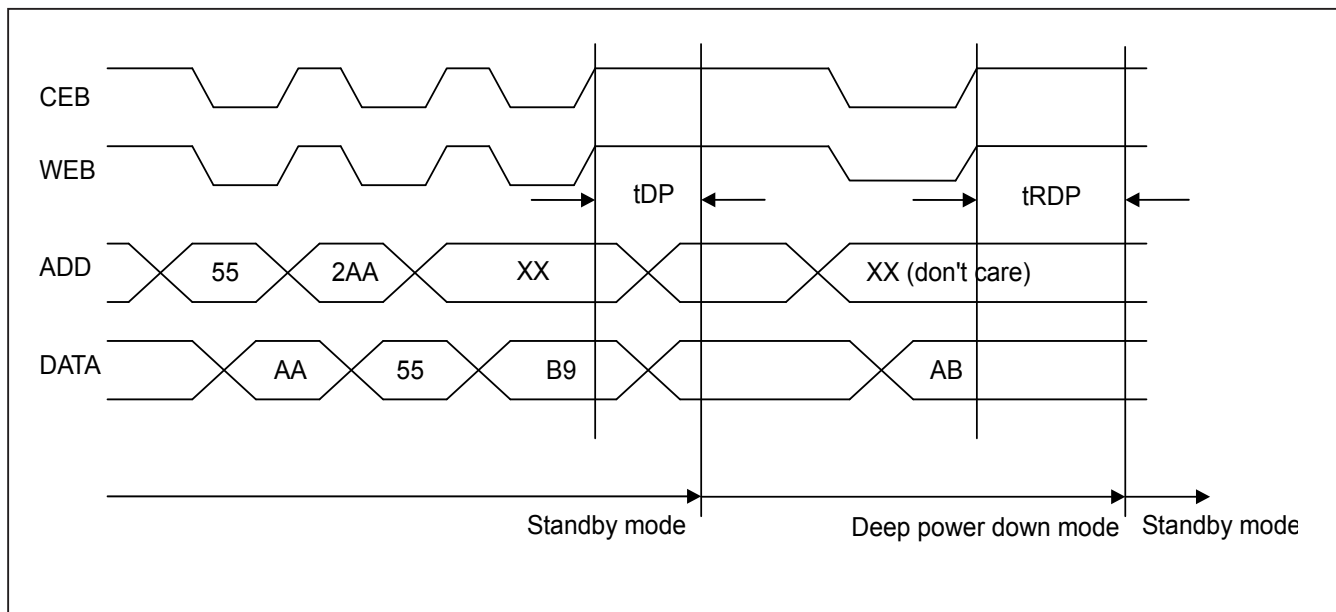 CEB
WEB
tDP
tRDP
ADD
55
2AA
XX
XX (don't care)
DATA
AA
55
B9
AB
Standby mode
Deep power down mode
Standby mode